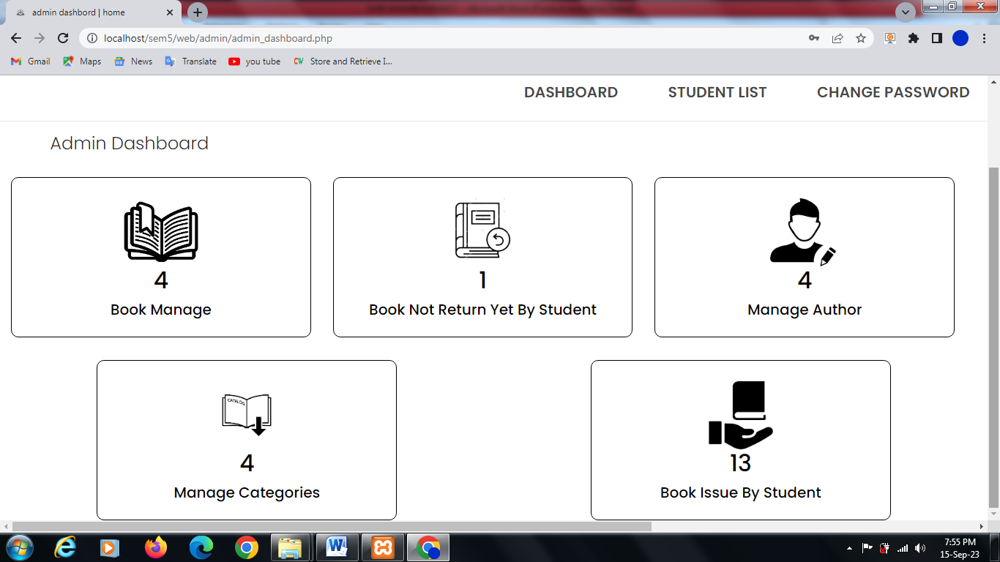 admin dashbord | home
localhost/sem5/web/admin/admin_dashboard.php
Gmail Maps News Translate you tube Store and Retrieve I...
DASHBOARD STUDENT LIST CHANGE PASSWORD
Admin Dashboard
4
Book Manage
1
Book Not Return Yet By Student
4
Manage Author
CATALOG
4
Manage Categories
13
Book Issue By Student
7:55 PM
15-Sep-23